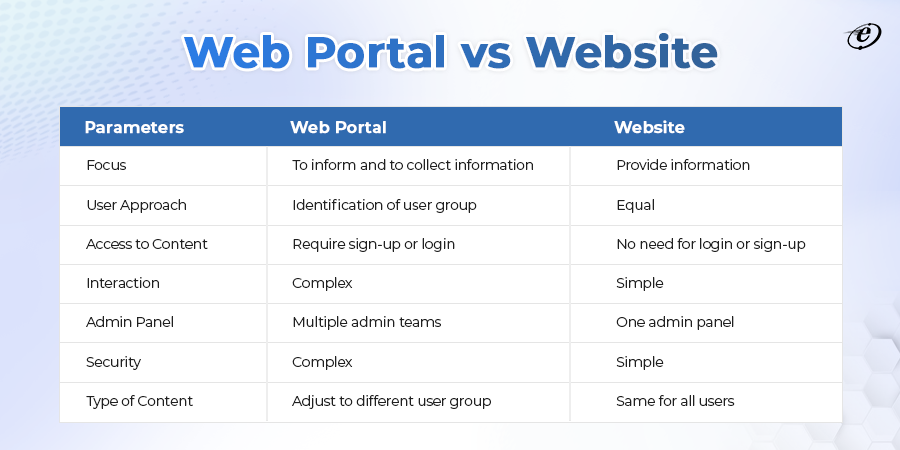 Web Portal vs Website
e
Parameters Web Portal Website
Focus To inform and to collect information Provide information
User Approach Identification of user group Equal
Access to Content Require sign-up or login No need for login or sign-up
Interaction Complex Simple
Admin Panel Multiple admin teams One admin panel
Security Complex Simple
Type of Content Adjust to different user group Same for all users